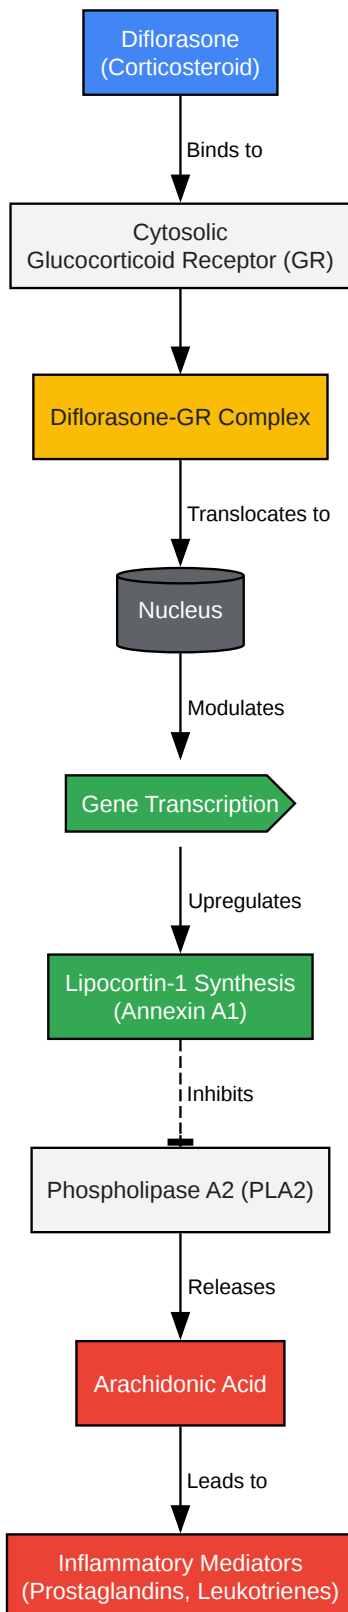 Diflorasone
(Corticosteroid)
Binds to
Cytosolic
Glucocorticoid Receptor (GR)
Diflorasone-GR Complex
Translocates to
Nucleus
Modulates
Gene Transcription
Upregulates
Lipocortin-1 Synthesis
(Annexin A1)
Inhibits
Phospholipase A2 (PLA2)
Releases
Arachidonic Acid
Leads to
Inflammatory Mediators
(Prostaglandins, Leukotrienes)